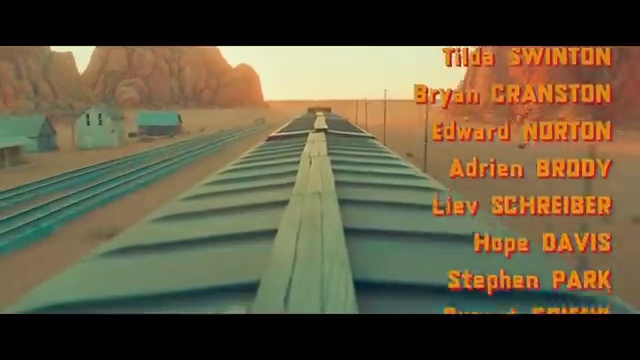 Tilda SWINTON
Bryan CRANSTON
Edward NORTON
Adrien BRODY
Liev SCHREIBER
Hope DAVIS
Stephen PARK